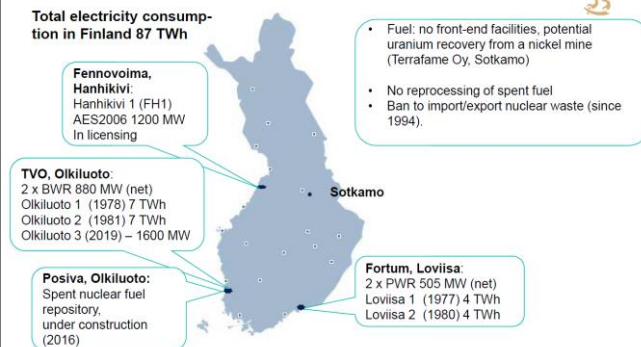 Total electricity consump-
tion in Finland 87 TWh
• Fuel: no front-end facilities, potential
uranium recovery from a nickel mine
(Terrafame Oy, Sotkamo)
• No reprocessing of spent fuel
• Ban to import/export nuclear waste (since
1994).
Fennovoima,
Hanhikivi:
Hanhikivi 1 (FH1)
AES2006 1200 MW
In licensing
TVO, Olkiluoto:
2 x BWR 880 MW (net)
Olkiluoto 1 (1978) 7 TWh
Olkiluoto 2 (1981) 7 TWh
Olkiluoto 3 (2019) – 1600 MW
Sotkamo
Posiva, Olkiluoto:
Spent nuclear fuel
repository,
under construction
(2016)
Fortum, Loviisa:
2 x PWR 505 MW (net)
Loviisa 1 (1977) 4 TWh
Loviisa 2 (1980) 4 TWh